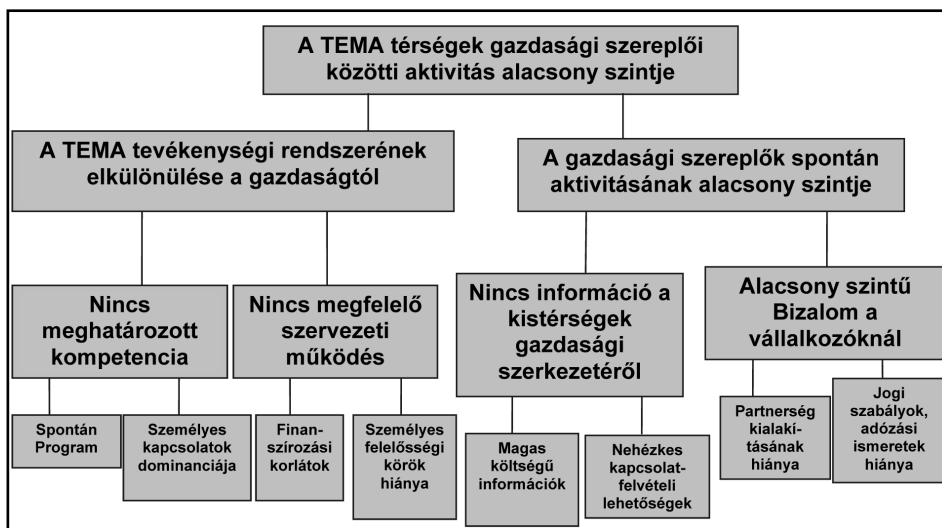 A TEMA térségek gazdasági szereplői
közötti aktivitás alacsony szintje
A TEMA tevékenységi rendszerének
elkülönülése a gazdaságtól
A gazdasági szereplők spontán
aktivitásának alacsony szintje
Nincs
meghatározott
kompetencia
Nincs megfelelő
szervezeti
működés
Nincs információ a
kistérségek
gazdasági
szerkezetéről
Alacsony szintű
Bizalom a
vállalkozóknál
Spontán
Program
Személyes
kapcsolatok
dominanciája
Finan-
szírozási
korlátok
Személyes
felelősségi
körök
hiánya
Magas
költségű
információk
Nehézkes
kapcsolat-
felvételi
lehetőségek
Partnerség
kialakí-
tásának
hiánya
Jogi
szabályok,
adózási
ismeretek
hiánya